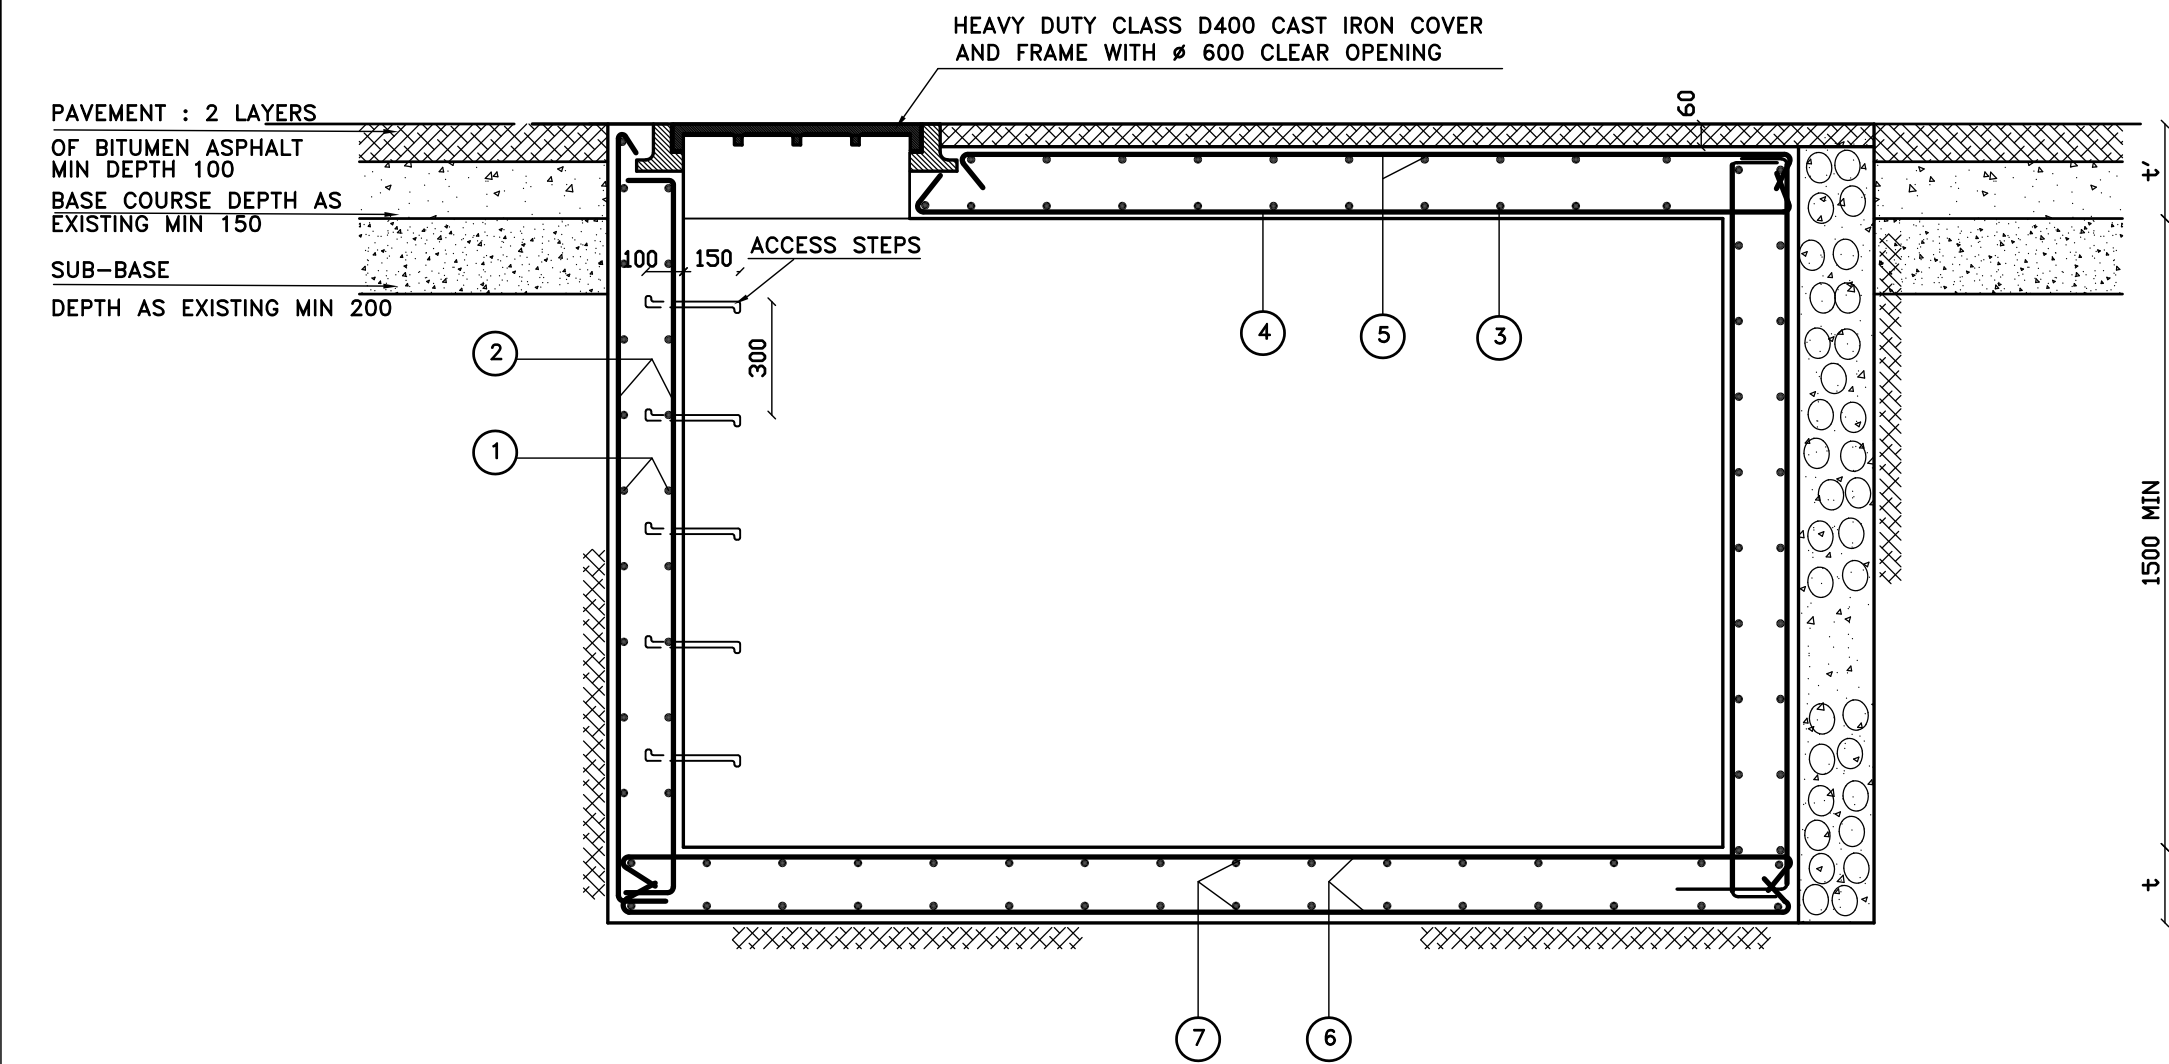 HEAVY DUTY CLASS D400 CAST IRON COVER
AND FRAME WITH ø 600 CLEAR OPENING
PAVEMENT : 2 LAYERS
OF BITUMEN ASPHALT
MIN DEPTH 100
BASE COURSE DEPTH AS
EXISTING MIN 150
SUB-BASE
DEPTH AS EXISTING MIN 200
60
t'
100 150 ACCESS STEPS
300
2
1
4
5
3
1500 MIN
t
7
6